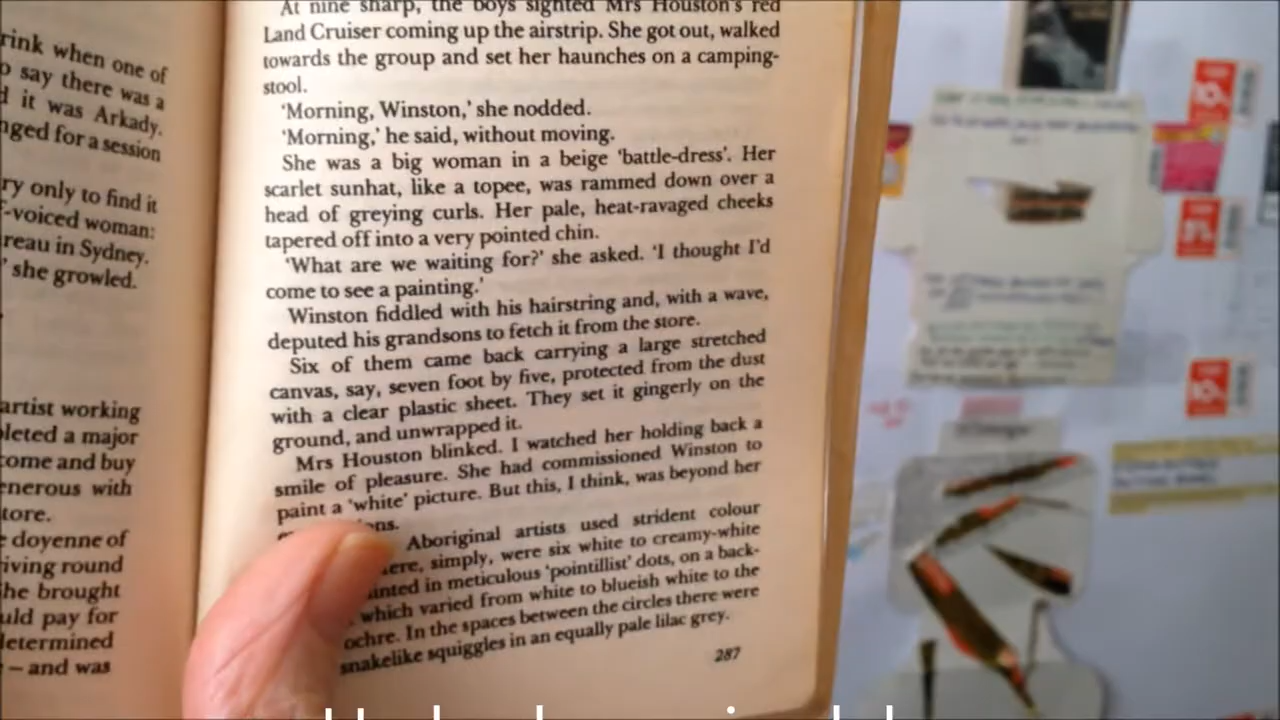 rink when one of
say there was a
it was Arkady.
nged for a session
ry only to find it
-voiced woman:
reau in Sydney.
' she growled.
artist working
leted a major
come and buy
enerous with
tore.
doyenne of
iving round
he brought
uld pay for
letermined
– and was
At nine sharp, the boys sighted Mrs Houston's red
Land Cruiser coming up the airstrip. She got out, walked
towards the group and set her haunches on a camping-
stool.
'Morning, Winston,' she nodded.
'Morning,' he said, without moving.
She was a big woman in a beige 'battle-dress'. Her
scarlet sunhat, like a topee, was rammed down over a
head of greying curls. Her pale, heat-ravaged cheeks
tapered off into a very pointed chin.
'What are we waiting for?' she asked. 'I thought I'd
come to see a painting.'
Winston fiddled with his hairstring and, with a wave,
deputed his grandsons to fetch it from the store.
Six of them came back carrying a large stretched
canvas, say, seven foot by five, protected from the dust
with a clear plastic sheet. They set it gingerly on the
ground, and unwrapped it.
Mrs Houston blinked. I watched her holding back a
smile of pleasure. She had commissioned Winston to
paint a 'white' picture. But this, I think, was beyond her
ns.
Aboriginal artists used strident colour
ere, simply, were six white to creamy-white
inted in meticulous 'pointillist' dots, on a back-
which varied from white to blueish white to the
ochre. In the spaces between the circles there were
snakelike squiggles in an equally pale lilac grey.
287